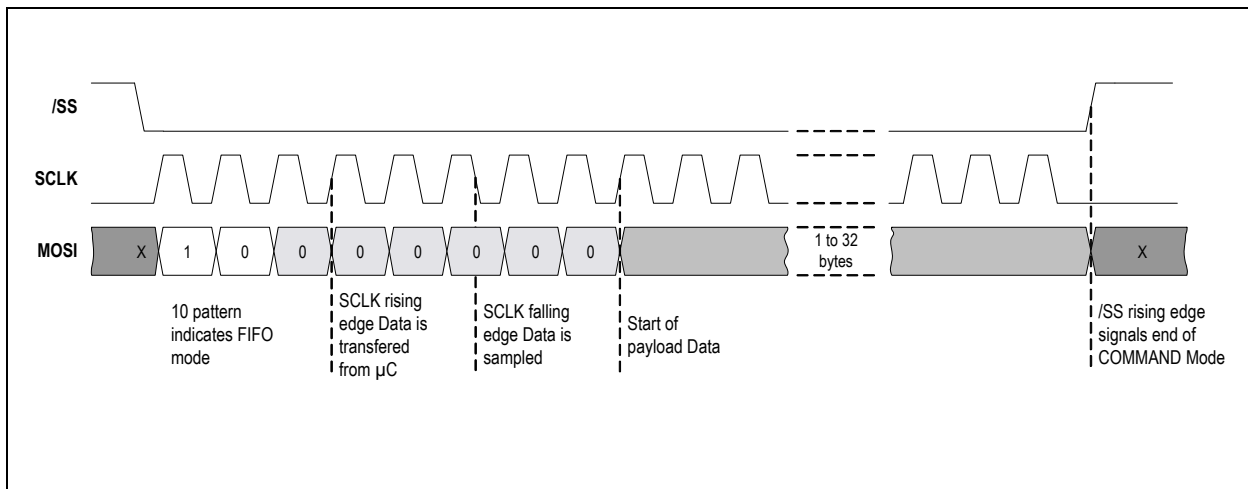 /SS
SCLK
MOSI
X 1 0 0 0 0 0 0 0
1 to 32
bytes
X
10 pattern
indicates FIFO
mode
SCLK rising
edge Data is
transfered
from µC
SCLK falling
edge Data is
sampled
Start of
payload Data
/SS rising edge
signals end of
COMMAND Mode